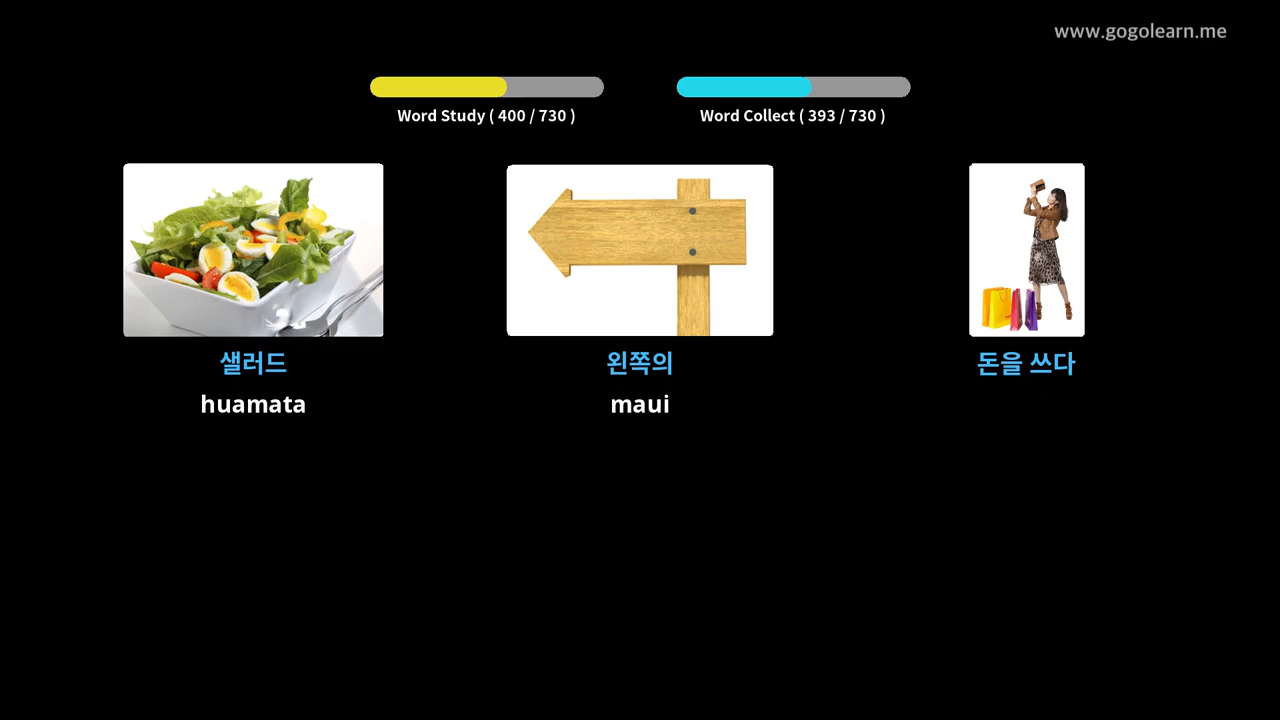 www.gogolearn.me
Word Study ( 400 / 730 )
Word Collect ( 393 / 730 )
샐러드
왼쪽의
돈을 쓰다
huamata
maui